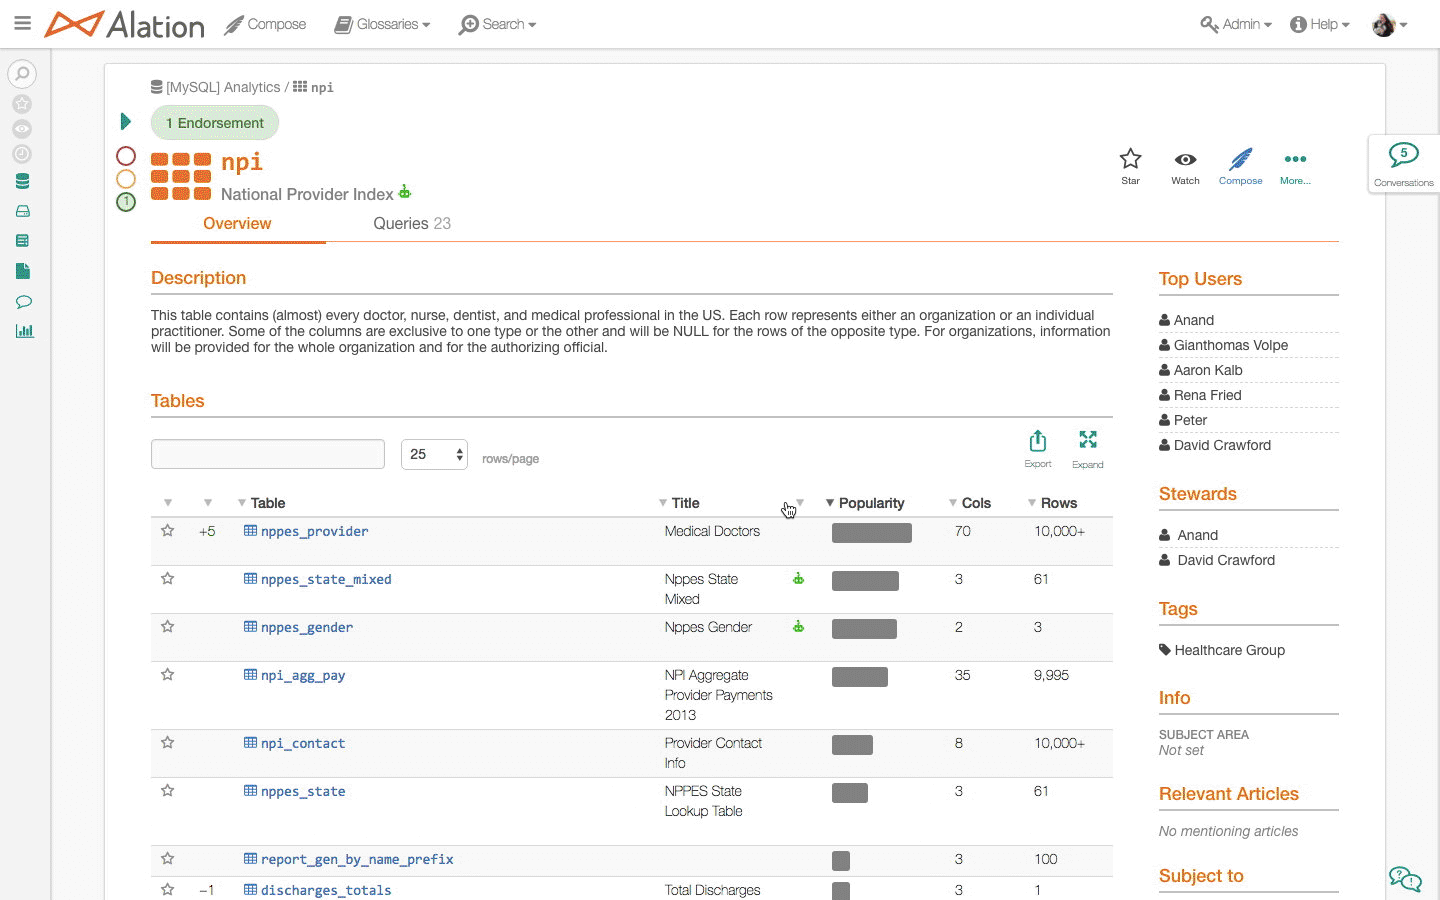 Alation Compose Glossaries Search Admin Help
[MySQL] Analytics / npi
1 Endorsement
npi
1
National Provider Index
Star Watch Compose More...
5
Conversations
Overview Queries 23
Description
This table contains (almost) every doctor, nurse, dentist, and medical professional in the US. Each row represents either an organization or an individual
practitioner. Some of the columns are exclusive to one type or the other and will be NULL for the rows of the opposite type. For organizations, information
will be provided for the whole organization and for the authorizing official.
Tables
25 rows/page
Export Expand
Table Title Popularity Cols Rows
+5 nppes_provider Medical Doctors 70 10,000+
nppes_state_mixed Nppes State 3 61
Mixed
nppes_gender Nppes Gender 2 3
npi_agg_pay NPI Aggregate 35 9,995
Provider Payments
2013
npi_contact Provider Contact 8 10,000+
Info
nppes_state NPPES State 3 61
Lookup Table
report_gen_by_name_prefix 3 100
−1 discharges_totals Total Discharges 3 1
Top Users
Anand
Gianthomas Volpe
Aaron Kalb
Rena Fried
Peter
David Crawford
Stewards
Anand
David Crawford
Tags
Healthcare Group
Info
SUBJECT AREA
Not set
Relevant Articles
No mentioning articles
Subject to